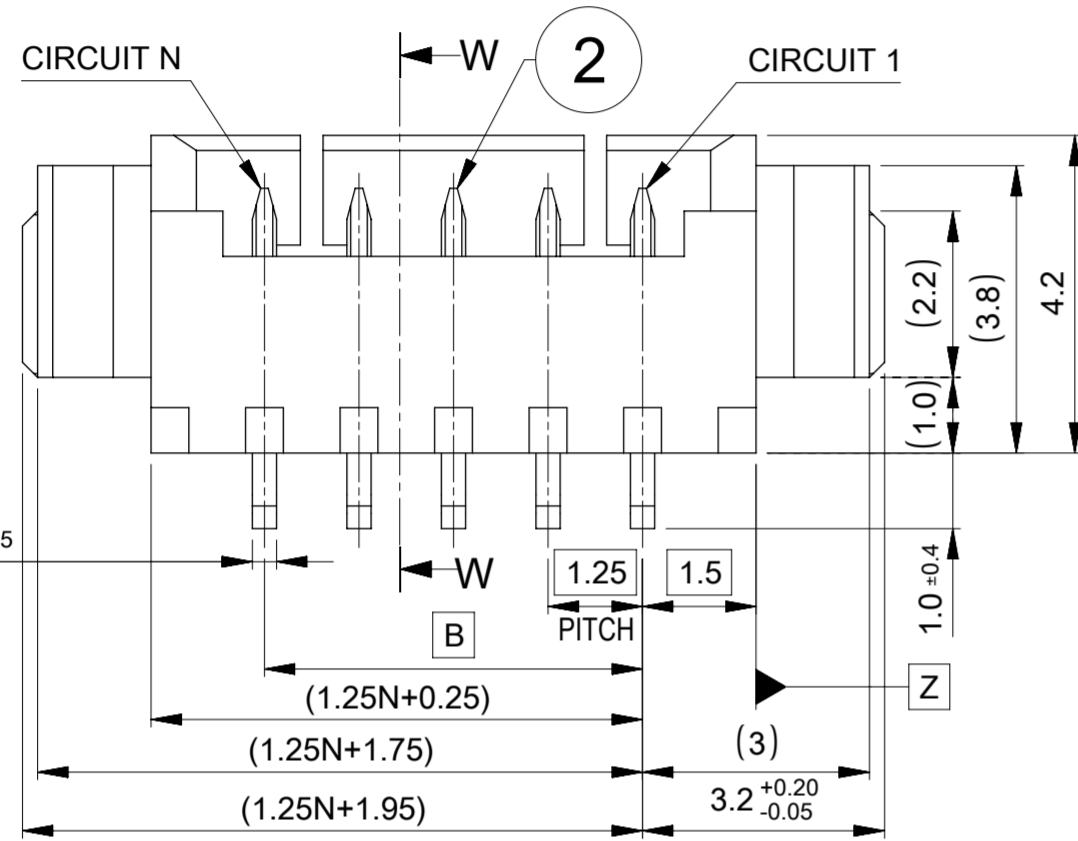 CIRCUIT N
W
2
CIRCUIT 1
(2.2)
(3.8)
4.2
(1.0)
5
W
1.25
1.5
1.0 ±0.4
PITCH
B
Z
(1.25N+0.25)
(1.25N+1.75)
(3)
(1.25N+1.95)
3.2 +0.20 -0.05